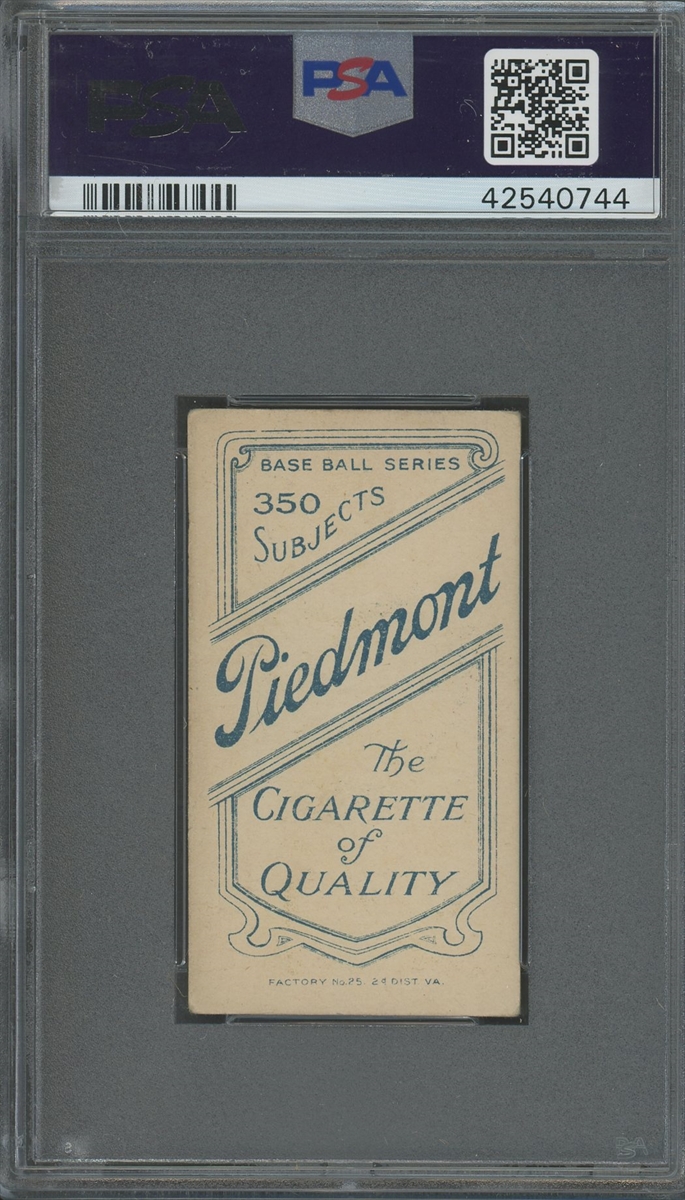 PSA
PSA
42540744
BASE BALL SERIES
350
SUBJECTS
Piedmont
The
CIGARETTE
of
QUALITY
FACTORY No. 25. 2d DIST VA.